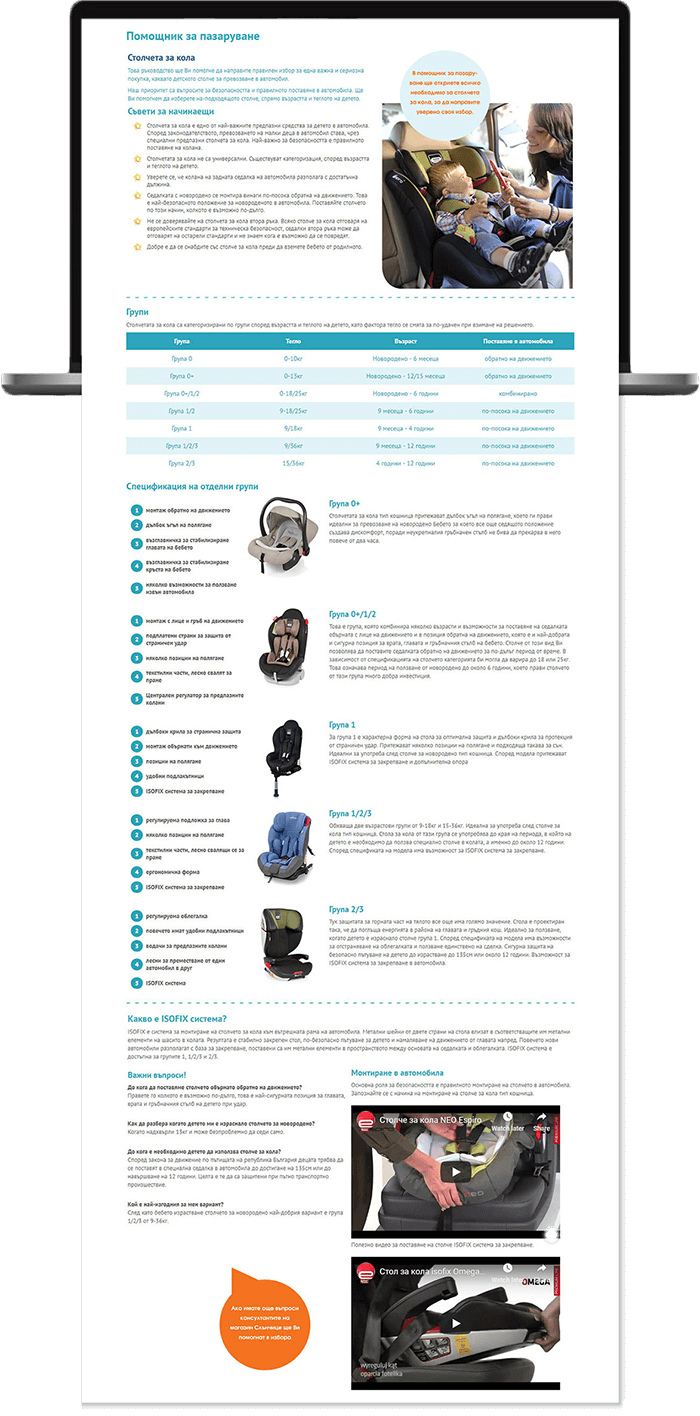 Помощник за пазаруване
Столчета за кола
Това ръководство ще Ви помогне да направите правилен избор за една важна и сериозна
покупка, каквато детското столче за превозване в автомобил.
Наш приоритет са въпросите за безопасността и правилното поставяне в автомобила. Ще
Ви помогнем да изберете на-подходящото столче, спрямо възрастта и теглото на детето.
В помощник за пазару-
ване ще откриете всичко
необходимо за столчета
за кола, за да направите
уверено своя избор.
Съвети за начинаещи
Столчета за кола е едно от най-важните предпазни средства за детето в автомобила.
Според законодателството, превозването на малки деца в автомобил става, чрез
специални предпазни столчета за кола. Най-важно за безопасността е правилното
поставяне на колана.
Столчетата за кола не са универсални. Съществуват категоризация, според възрастта
и теглото на детето.
Уверете се, че колана на задната седалка на автомобила разполага с достатъчна
дължина.
Седалката с новородено се монтира винаги по-посока обратна на движението. Това
е най-безопасното положение за новороденото в автомобила. Поставяйте столчето
по този начин, колкото е възможно по-дълго.
Не се доверявайте на столчета за кола втора ръка. Всяко столче за кола отговаря на
европейските стандарти за техническа безопасност, седалки втора ръка може да
отговарят на остарели стандарти и не знаем кога е възможно да се повредят.
Добре е да се снабдите със столче за кола преди да вземете бебето от родилното.
Групи
Столчетата за кола са категоризирани по групи според възрастта и теглото на детето, като фактора тегло се смята за по-удачен при взимане на решението.
Група Тегло Възраст Поставяне в автомобила
Група 0 0-10кг Новородено - 6 месеца обратно на движението
Група 0+ 0-13кг Новородено - 12/15 месеца обратно на движението
Група 0+/1/2 0-18/25кг Новородено - 6 години комбинирано
Група 1/2 9-18/25кг 9 месеца - 6 години по-посока на движението
Група 1 9/18кг 9 месеца - 4 години по-посока на движението
Група 1/2/3 9/36кг 9 месеца - 12 години по-посока на движението
Група 2/3 15/36кг 4 години - 12 години по-посока на движението
Спецификация на отделни групи
1 монтаж обратно на движението
2 дълбок ъгъл на полягане
3 възглавничка за стабилизиране
главата на бебето
4 възглавничка за стабилизиране
кръста на бебето
5 няколко възможности за ползване
извън автомобила
Група 0+
Столчетата за кола тип кошница притежават дълбок ъгъл на полягане, което ги прави
идеални за превозване на новородено бебето за което все още седящото положение
създава дискомфорт, поради неукрепналия гръбначен стълб не бива да прекарва в него
повече от два часа.
1 монтаж с лице и гръб на движението
2 подплатени страни за защита от
страничен удар
3 няколко позиции на полягане
4 текстилни части, лесно свалят за
пране
5 Централен регулатор за предпазните
колани
Група 0+/1/2
Това е група, която комбинира няколко възрасти и възможности за поставяне на седалката
обърната с лице на движението и в позиция обратна на движението, която е и най-добрата
и сигурна позиция за врата, главата и гръбначния стълб на бебето. Столче от този вид Ви
позволява да поставите седалката обратно на движението за по-дълъг период от време. В
зависимост от спецификацията на столчето категорията би могла да варира до 18 или 25кг.
Това означава период на ползване от новородено до около 6 години, което прави столчето
от тази група много добра инвестиция.
1 дълбоки крила за странична защита
2 монтаж обърнати към движението
3 позиции на полягане
4 удобни подлакътници
5 ISOFIX система за закрепване
Група 1
За група 1 е характерна форма на стола за оптимална защита и дълбоки крила за протекция
от страничен удар. Притежават няколко позиции на полягане и подходяща такава за сън.
Идеални за употреба след столче за новородено тип кошница. Според модела притежават
ISOFIX система за закрепване и допълнителна опора
1 регулируема подложка за глава
2 няколко позиции на полягане
3 текстилни части, лесно свалящи се за
пране
4 ергономична форма
5 ISOFIX система за закрепване
Група 1/2/3
Обхваща две възрастови групи от 9-18кг и 15-36кг. Идеална за употреба след столче за
кола тип кошница. Стола за кола от тази група се употребява до края на периода, в който на
детето е необходимо да ползва специално столче в колата, а именно до около 12 години.
Според спецификата на модела има възможност за ISOFIX система за закрепване.
1 регулируема облегалка
2 повечето имат удобни подлакътници
3 водачи за предпазните колани
4 лесни за преместване от един
автомобил в друг
5 ISOFIX система
Група 2/3
Тук защитата за горната част на тялото все още има голямо значение. Стола е проектиран
така, че да поглъща енергията в района на главата и гръдния кош. Идеално за ползване,
когато детето е израснало столче група 1. Според спецификата на модела има възможности
за отстраняване на облегалката и ползване единствено на сделка. Сигурна защита на
безопасно пътуване на детето до израстване до 135см или около 12 години. Възможност за
ISOFIX система за закрепване в автомобила.
Какво е ISOFIX система?
ISOFIX е система за монтиране на столчето за кола към вътрешната рама на автомобила. Метални шейни от двете страни на стола влизат в съответстващите им метални
елементи на шасито в колата. Резултата е стабилно закрепен стол, по-безопасно пътуване за детето и намаляване на движението от главата напред. Повечето нови
автомобили разполагат с база за закрепване, поставени са им метални елементи в пространството между основата на седалката и облегалката. ISOFIX система е
достъпна за групите 1, 1/2/3 и 2/3.
Важни въпроси!
До кога да поставяме столчето обърнато обратно на движението?
Правете го колкото е възможно по-дълго, това е най-сигурната позиция за главата,
врата и гръбначния стълб на детето при удар.
Как да разбера когато детето ми е израснало столчето за новородено?
Когато надхвърли 13кг и може безпроблемно да седи само.
До кога е необходимо детето да използва столче за кола?
Според закона за движение по пътищата на република България децата трябва да
се поставят в специална седалка в автомобила до достигане на 135см или до
навършване на 12 години. Целта е те да са защитени при пътно транспортно
произшествие.
Кой е най-изгодния за мен вариант?
След като бебето израстване столчето за новородено най-добрия вариант е група
1/2/3 от 9-36кг.
Монтиране в автомобила
Основна роля за безопасността е правилното монтиране на столчето в автомобила.
Запознайте се с начина на монтиране на столче за кола тип кошница.
Столче за кола NEO Espiro
Watch later Share
NEO
Полезно видео за поставяне на столче ISOFIX система за закрепване.
Стол за кола isofix Omega...
Watch later
OMEGA
wyreguluj kąt
oparcia fotelika
Ако имате още въпроси
консултантите на
магазин Слънчице ще Ви
помогнат в избора